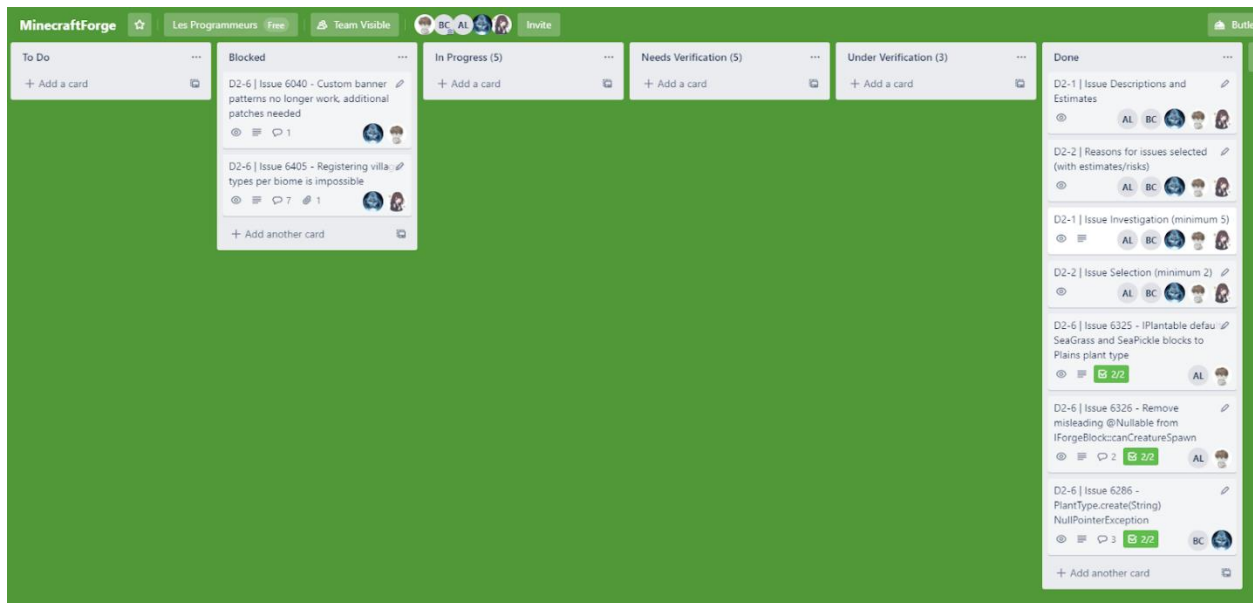 MinecraftForge
Les Programmeurs Free
Team Visible
BC AL
Invite
To Do
+ Add a card
Blocked
D2-6 | Issue 6040 - Custom banner
patterns no longer work, additional
patches needed
1
D2-6 | Issue 6405 - Registering villa
types per biome is impossible
7 1
+ Add another card
In Progress (5)
+ Add a card
Needs Verification (5)
+ Add a card
Under Verification (3)
+ Add a card
Done
D2-1 | Issue Descriptions and
Estimates
AL BC
D2-2 | Reasons for issues selected
(with estimates/risks)
AL BC
D2-1 | Issue Investigation (minimum 5)
AL BC
D2-2 | Issue Selection (minimum 2)
AL BC
D2-6 | Issue 6325 - IPlantable defau
SeaGrass and SeaPickle blocks to
Plains plant type
2/2 AL
D2-6 | Issue 6326 - Remove
misleading @Nullable from
IForgeBlock::canCreatureSpawn
2 2/2 AL
D2-6 | Issue 6286 -
PlantType.create(String)
NullPointerException
3 2/2 BC
+ Add another card